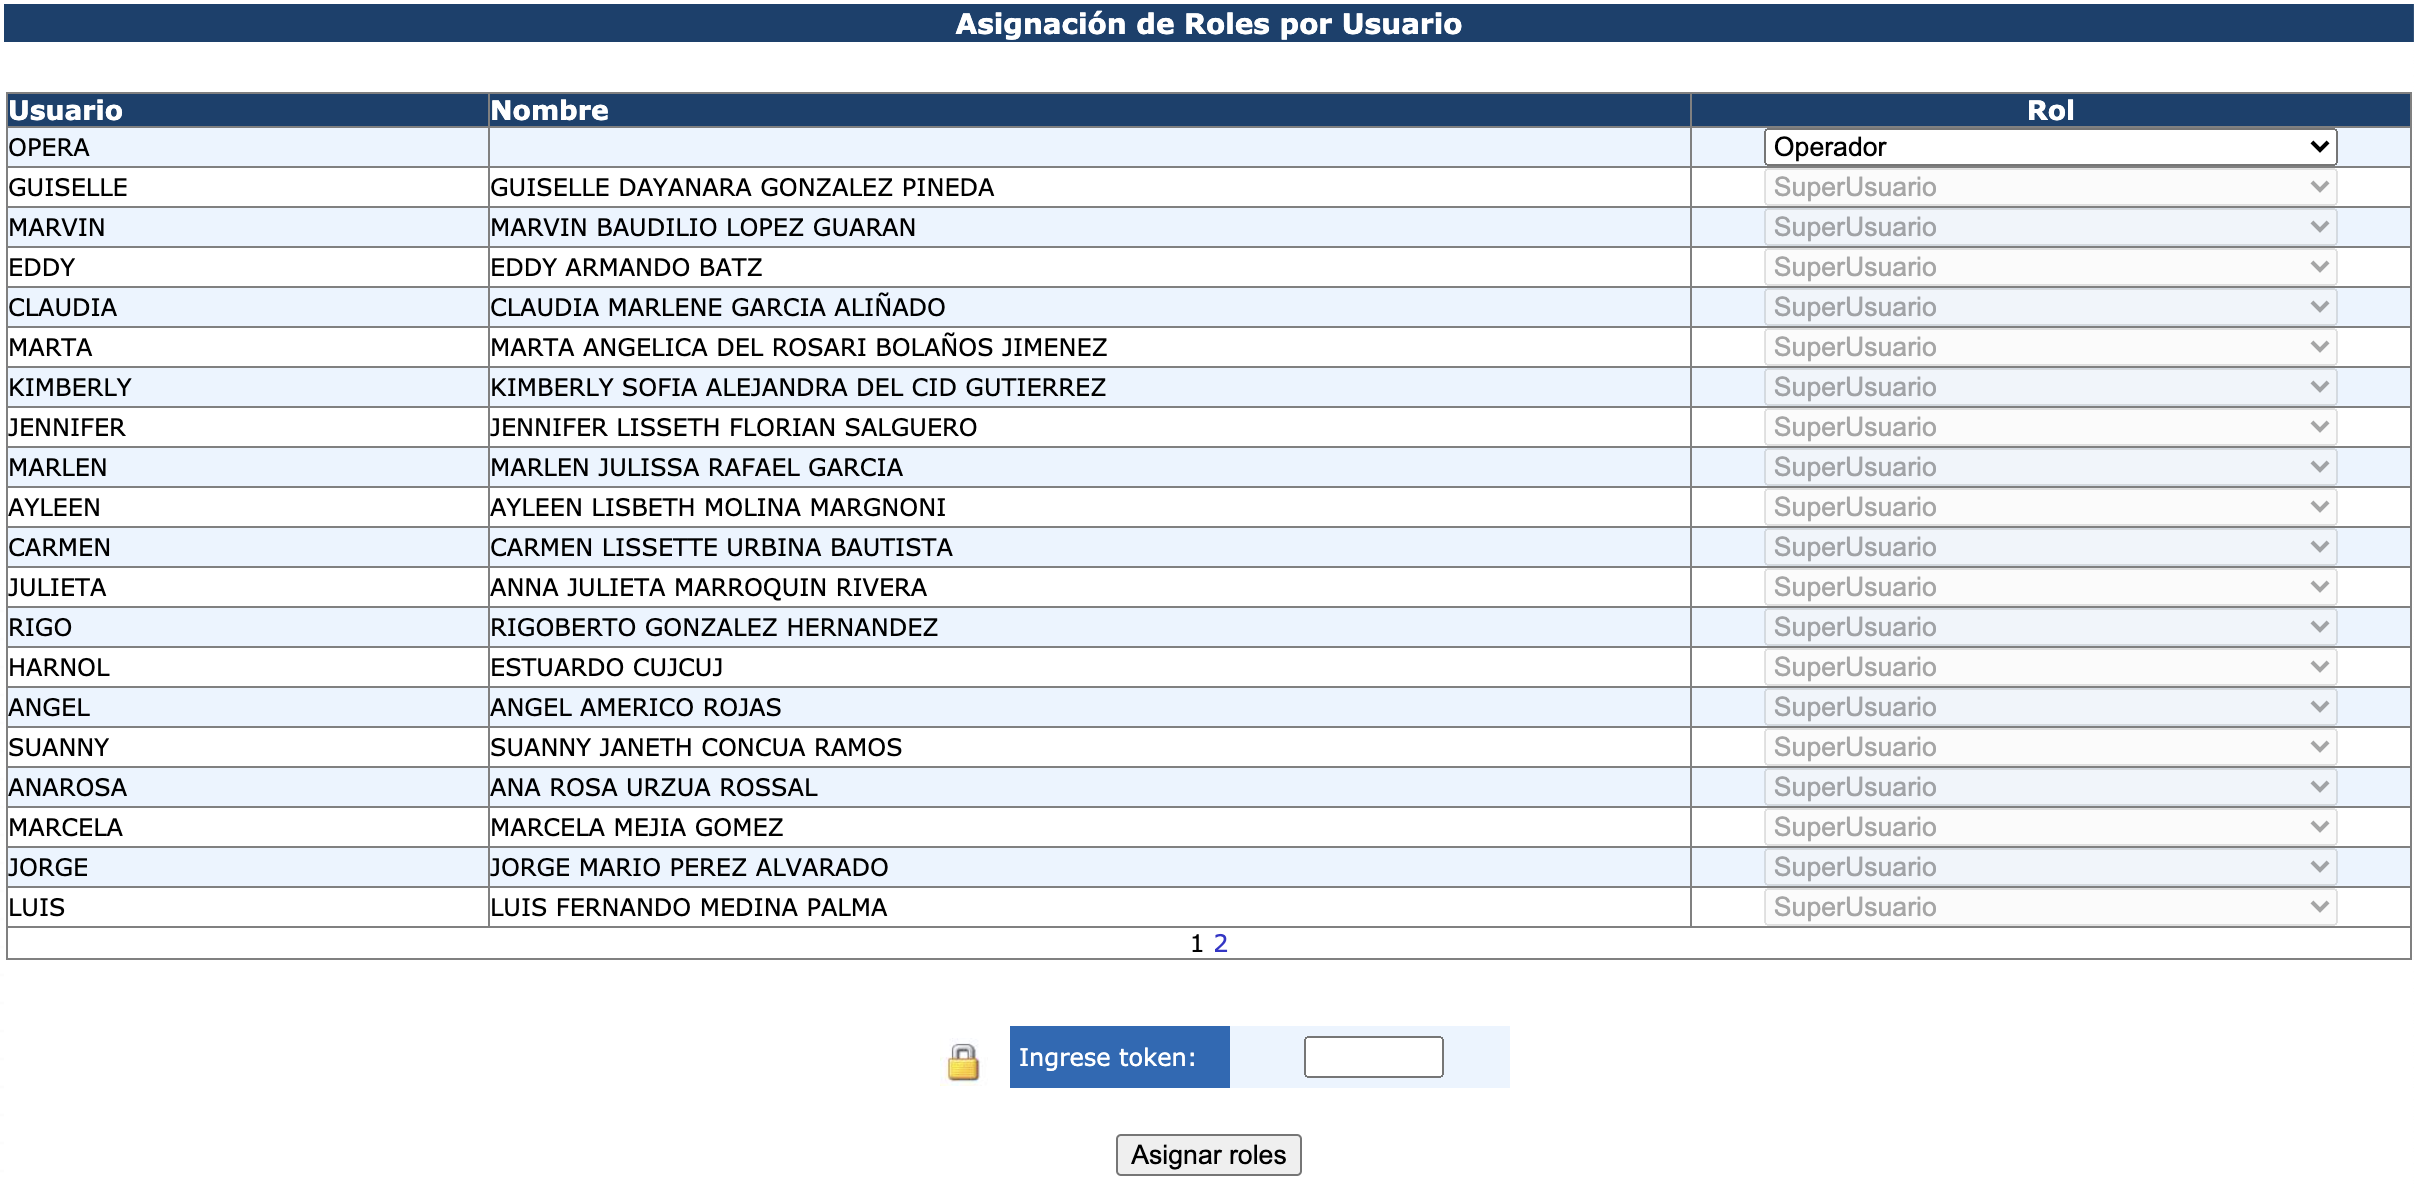 Asignación de Roles por Usuario
Usuario Nombre Rol
OPERA Operador
GUISELLE GUISELLE DAYANARA GONZALEZ PINEDA SuperUsuario
MARVIN MARVIN BAUDILIO LOPEZ GUARAN SuperUsuario
EDDY EDDY ARMANDO BATZ SuperUsuario
CLAUDIA CLAUDIA MARLENE GARCIA ALIÑADO SuperUsuario
MARTA MARTA ANGELICA DEL ROSARI BOLAÑOS JIMENEZ SuperUsuario
KIMBERLY KIMBERLY SOFIA ALEJANDRA DEL CID GUTIERREZ SuperUsuario
JENNIFER JENNIFER LISSETH FLORIAN SALGUERO SuperUsuario
MARLEN MARLEN JULISSA RAFAEL GARCIA SuperUsuario
AYLEEN AYLEEN LISBETH MOLINA MARGNONI SuperUsuario
CARMEN CARMEN LISSETTE URBINA BAUTISTA SuperUsuario
JULIETA ANNA JULIETA MARROQUIN RIVERA SuperUsuario
RIGO RIGOBERTO GONZALEZ HERNANDEZ SuperUsuario
HARNOL ESTUARDO CUJCUJ SuperUsuario
ANGEL ANGEL AMERICO ROJAS SuperUsuario
SUANNY SUANNY JANETH CONCUA RAMOS SuperUsuario
ANAROSA ANA ROSA URZUA ROSSAL SuperUsuario
MARCELA MARCELA MEJIA GOMEZ SuperUsuario
JORGE JORGE MARIO PEREZ ALVARADO SuperUsuario
LUIS LUIS FERNANDO MEDINA PALMA SuperUsuario
1 2
Ingrese token:
Asignar roles